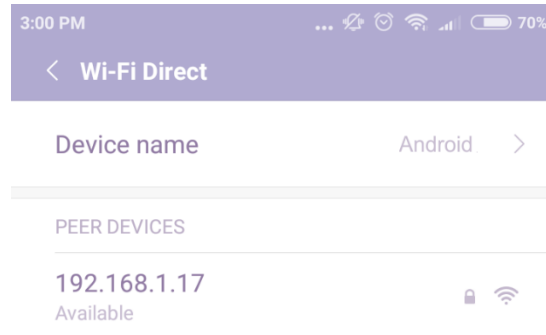 3:00 PM ... 70%
Wi-Fi Direct
Device name Android
PEER DEVICES
192.168.1.17
Available